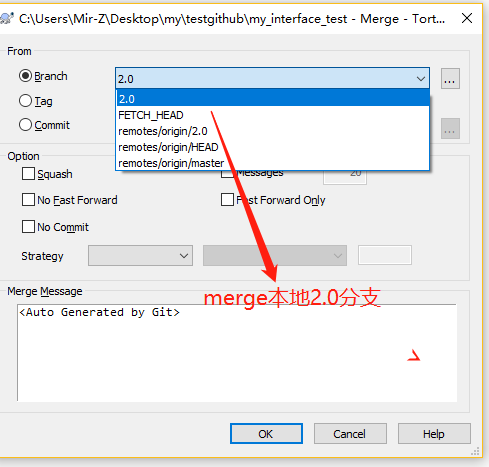 C:\Users\Mir-Z\Desktop\my\testgithub\my_interface_test - Merge - Tort...
From
Branch
2.0
...
2.0
Tag
FETCH_HEAD
Commit
remotes/origin/2.0
...
remotes/origin/HEAD
Option
remotes/origin/master
Squash
Messages
20
No Fast Forward
Fast Forward Only
No Commit
Strategy
merge本地2.0分支
Merge Message
<Auto Generated by Git>
OK
Cancel
Help